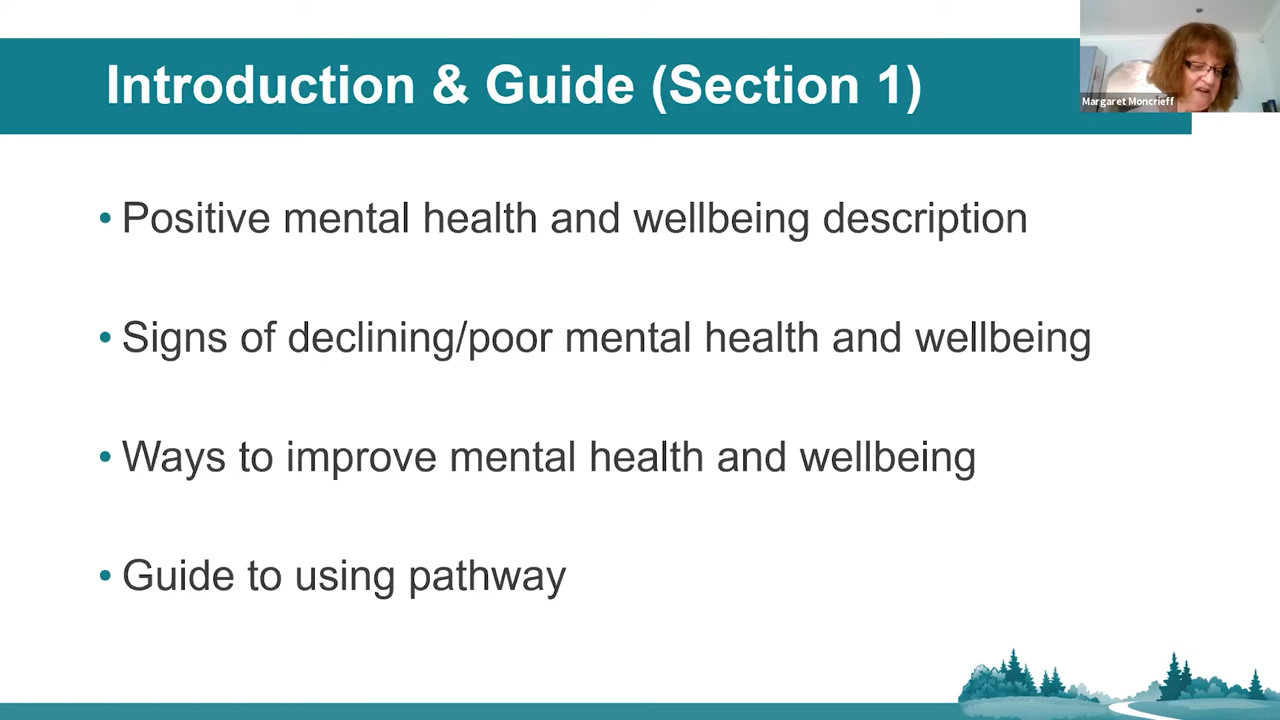 Introduction & Guide (Section 1)
Margaret Moncrieff
• Positive mental health and wellbeing description
• Signs of declining/poor mental health and wellbeing
• Ways to improve mental health and wellbeing
• Guide to using pathway